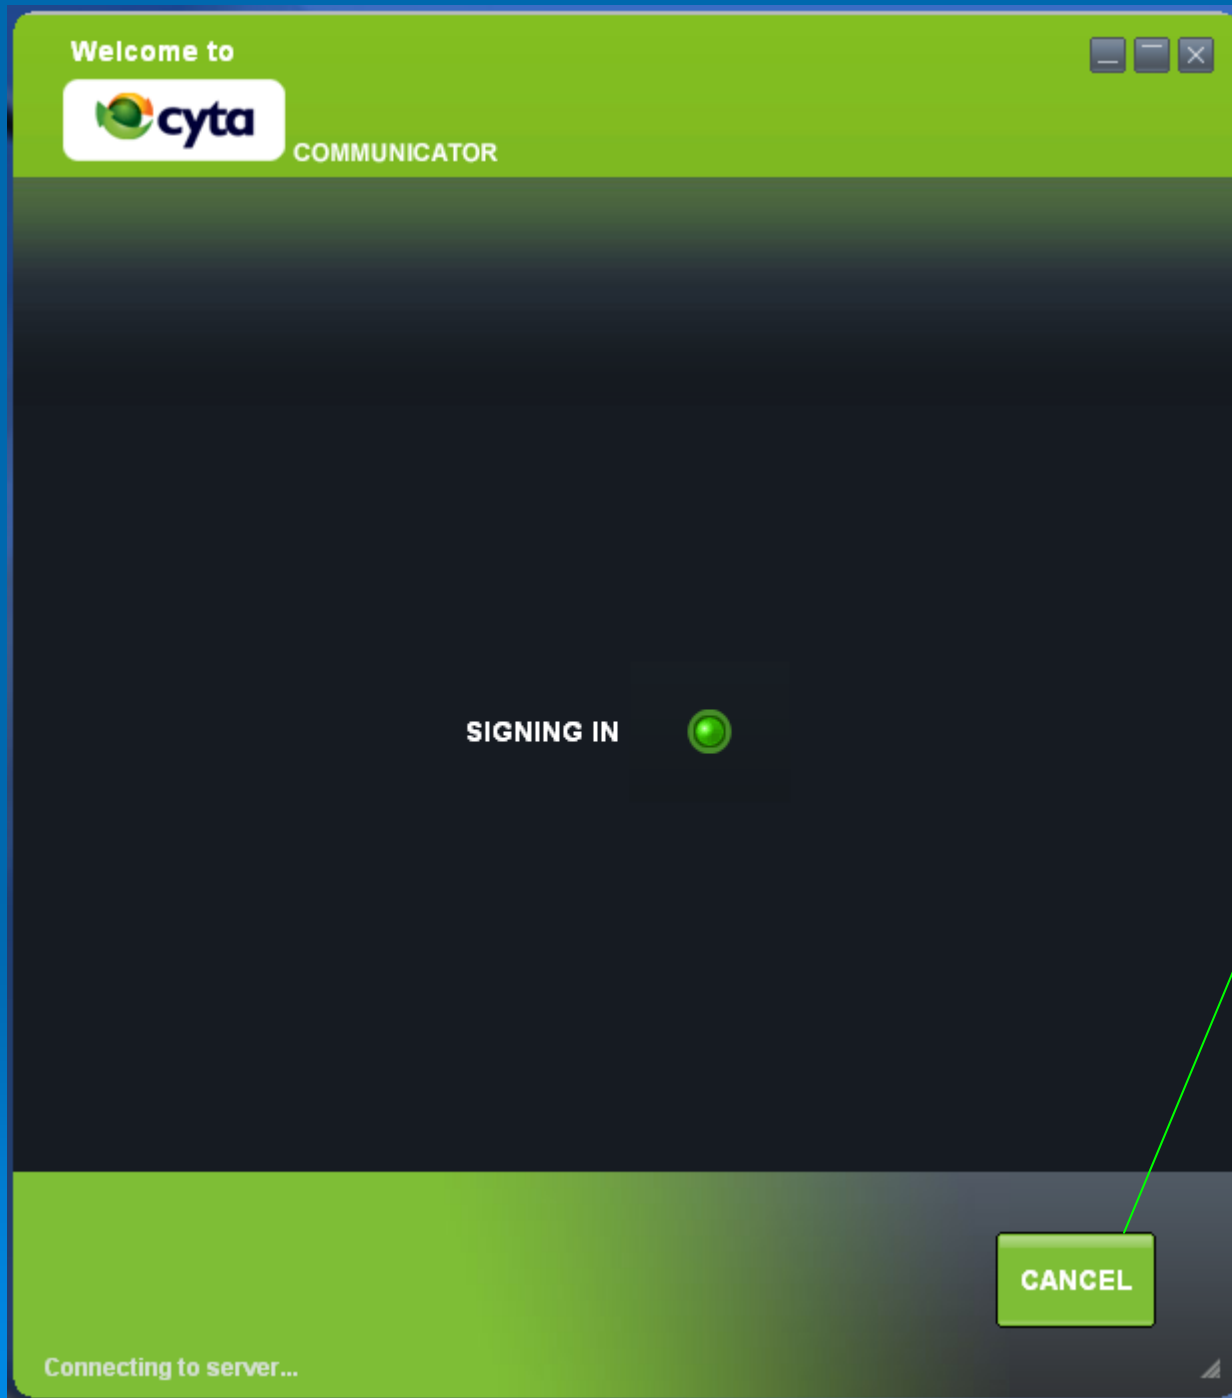 Welcome to
cyta
COMMUNICATOR
SIGNING IN
CANCEL
Connecting to server...